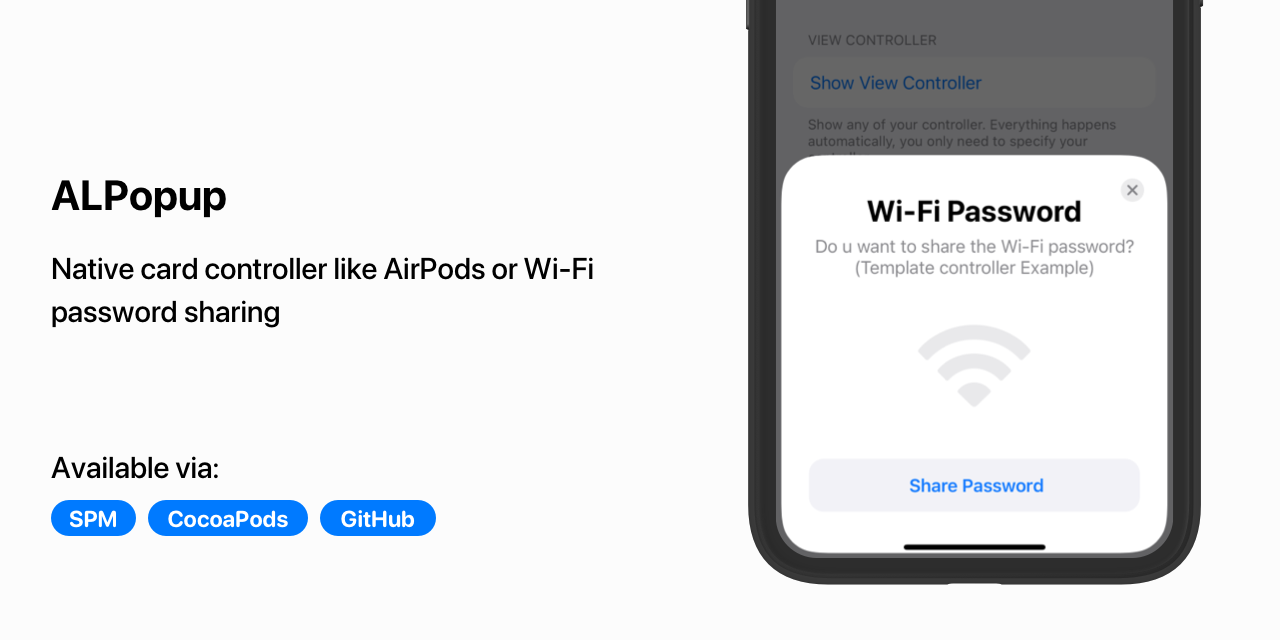 ALPopup
Native card controller like AirPods or Wi-Fi
password sharing
Available via:
SPM
CocoaPods
GitHub
VIEW CONTROLLER
Show View Controller
Show any of your controller. Everything happens
automatically, you only need to specify your
Wi-Fi Password
Do u want to share the Wi-Fi password?
(Template controller Example)
Share Password